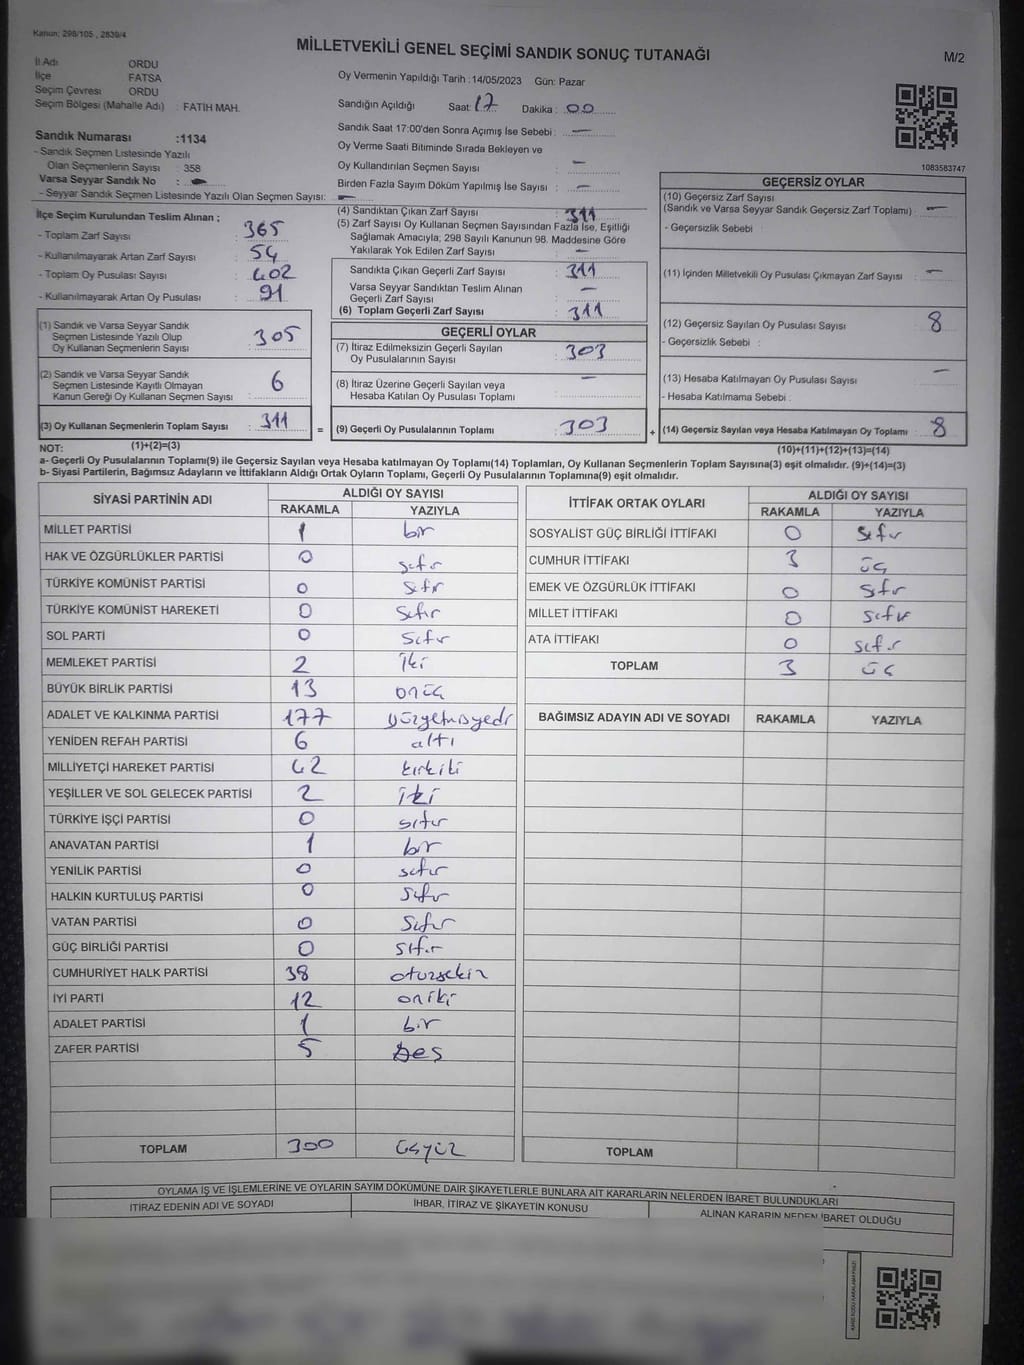 Kanun: 298/105 , 2839/4
MİLLETVEKİLİ GENEL SEÇİMİ SANDIK SONUÇ TUTANAĞI
M/2
İl Adı ORDU
İlçe FATSA
Seçim Çevresi ORDU
Seçim Bölgesi (Mahalle Adı) : FATİH MAH.
Sandık Numarası :1134
- Sandık Seçmen Listesinde Yazılı
Olan Seçmenlerin Sayısı : 358
Varsa Seyyar Sandık No : -
- Seyyar Sandık Seçmen Listesinde Yazılı Olan Seçmen Sayısı: -
Oy Vermenin Yapıldığı Tarih :14/05/2023 Gün: Pazar
Sandığın Açıldığı Saat: 17 Dakika : 00
Sandık Saat 17:00'den Sonra Açımış İse Sebebi : -
Oy Verme Saati Bitiminde Sırada Bekleyen ve
Oy Kullandırılan Seçmen Sayısı : -
Birden Fazla Sayım Döküm Yapılmış İse Sayısı : -
1083583747
İlçe Seçim Kurulundan Teslim Alınan ;
- Toplam Zarf Sayısı : 365
- Kullanılmayarak Artan Zarf Sayısı : 54
- Toplam Oy Pusulası Sayısı : 402
- Kullanılmayarak Artan Oy Pusulası : 91
(1) Sandık ve Varsa Seyyar Sandık
Seçmen Listesinde Yazılı Olup
Oy Kullanan Seçmenlerin Sayısı : 305
(2) Sandık ve Varsa Seyyar Sandık
Seçmen Listesinde Kayıtlı Olmayan
Kanun Gereği Oy Kullanan Seçmen Sayısı : 6
(3) Oy Kullanan Seçmenlerin Toplam Sayısı : 311
(4) Sandıktan Çıkan Zarf Sayısı : 311
(5) Zarf Sayısı Oy Kullanan Seçmen Sayısından Fazla İse, Eşitliği
Sağlamak Amacıyla; 298 Sayılı Kanunun 98. Maddesine Göre
Yakılarak Yok Edilen Zarf Sayısı : -
Sandıkta Çıkan Geçerli Zarf Sayısı : 311
Varsa Seyyar Sandıktan Teslim Alınan
Geçerli Zarf Sayısı : -
(6) Toplam Geçerli Zarf Sayısı : 311
GEÇERLİ OYLAR
(7) İtiraz Edilmeksizin Geçerli Sayılan
Oy Pusulalarının Sayısı : 303
(8) İtiraz Üzerine Geçerli Sayılan veya
Hesaba Katılan Oy Pusulası Toplamı : -
= (9) Geçerli Oy Pusulalarının Toplamı : 303
GEÇERSİZ OYLAR
(10) Geçersiz Zarf Sayısı
(Sandık ve Varsa Seyyar Sandık Geçersiz Zarf Toplamı) : -
- Geçersizlik Sebebi :
(11) İçinden Milletvekili Oy Pusulası Çıkmayan Zarf Sayısı : -
(12) Geçersiz Sayılan Oy Pusulası Sayısı : 8
- Geçersizlik Sebebi :
(13) Hesaba Katılmayan Oy Pusulası Sayısı : -
- Hesaba Katılmama Sebebi :
+ (14) Geçersiz Sayılan veya Hesaba Katılmayan Oy Toplamı : 8
NOT: (1)+(2)=(3) (10)+(11)+(12)+(13)=(14)
a- Geçerli Oy Pusulalarının Toplamı(9) ile Geçersiz Sayılan veya Hesaba katılmayan Oy Toplamı(14) Toplamları, Oy Kullanan Seçmenlerin Toplam Sayısına(3) eşit olmalıdır. (9)+(14)=(3)
b- Siyasi Partilerin, Bağımsız Adayların ve İttifakların Aldığı Ortak Oyların Toplamı, Geçerli Oy Pusulalarının Toplamına(9) eşit olmalıdır.
SİYASİ PARTİNİN ADI ALDIĞI OY SAYISI
RAKAMLA YAZIYLA
MİLLET PARTİSİ 1 bir
HAK VE ÖZGÜRLÜKLER PARTİSİ 0 sıfır
TÜRKİYE KOMÜNİST PARTİSİ 0 sıfır
TÜRKİYE KOMÜNİST HAREKETİ 0 sıfır
SOL PARTİ 0 sıfır
MEMLEKET PARTİSİ 2 iki
BÜYÜK BİRLİK PARTİSİ 13 onüç
ADALET VE KALKINMA PARTİSİ 177 yüzyetmişyedi
YENİDEN REFAH PARTİSİ 6 altı
MİLLİYETÇİ HAREKET PARTİSİ 42 kırkiki
YEŞİLLER VE SOL GELECEK PARTİSİ 2 iki
TÜRKİYE İŞÇİ PARTİSİ 0 sıfır
ANAVATAN PARTİSİ 1 bir
YENİLİK PARTİSİ 0 sıfır
HALKIN KURTULUŞ PARTİSİ 0 sıfır
VATAN PARTİSİ 0 sıfır
GÜÇ BİRLİĞİ PARTİSİ 0 sıfır
CUMHURİYET HALK PARTİSİ 38 otuzsekiz
İYİ PARTİ 12 oniki
ADALET PARTİSİ 1 bir
ZAFER PARTİSİ 5 beş
TOPLAM 300 üçyüz
İTTİFAK ORTAK OYLARI ALDIĞI OY SAYISI
RAKAMLA YAZIYLA
SOSYALİST GÜÇ BİRLİĞİ İTTİFAKI 0 sıfır
CUMHUR İTTİFAKI 3 üç
EMEK VE ÖZGÜRLÜK İTTİFAKI 0 sıfır
MİLLET İTTİFAKI 0 sıfır
ATA İTTİFAKI 0 sıfır
TOPLAM 3 üç
BAĞIMSIZ ADAYIN ADI VE SOYADI RAKAMLA YAZIYLA
TOPLAM
OYLAMA İŞ VE İŞLEMLERİNE VE OYLARIN SAYIM DÖKÜMÜNE DAİR ŞİKAYETLERLE BUNLARA AİT KARARLARIN NELERDEN İBARET BULUNDUKLARI
İTİRAZ EDENİN ADI VE SOYADI İHBAR, İTİRAZ VE ŞİKAYETİN KONUSU ALINAN KARARIN NEDEN İBARET OLDUĞU